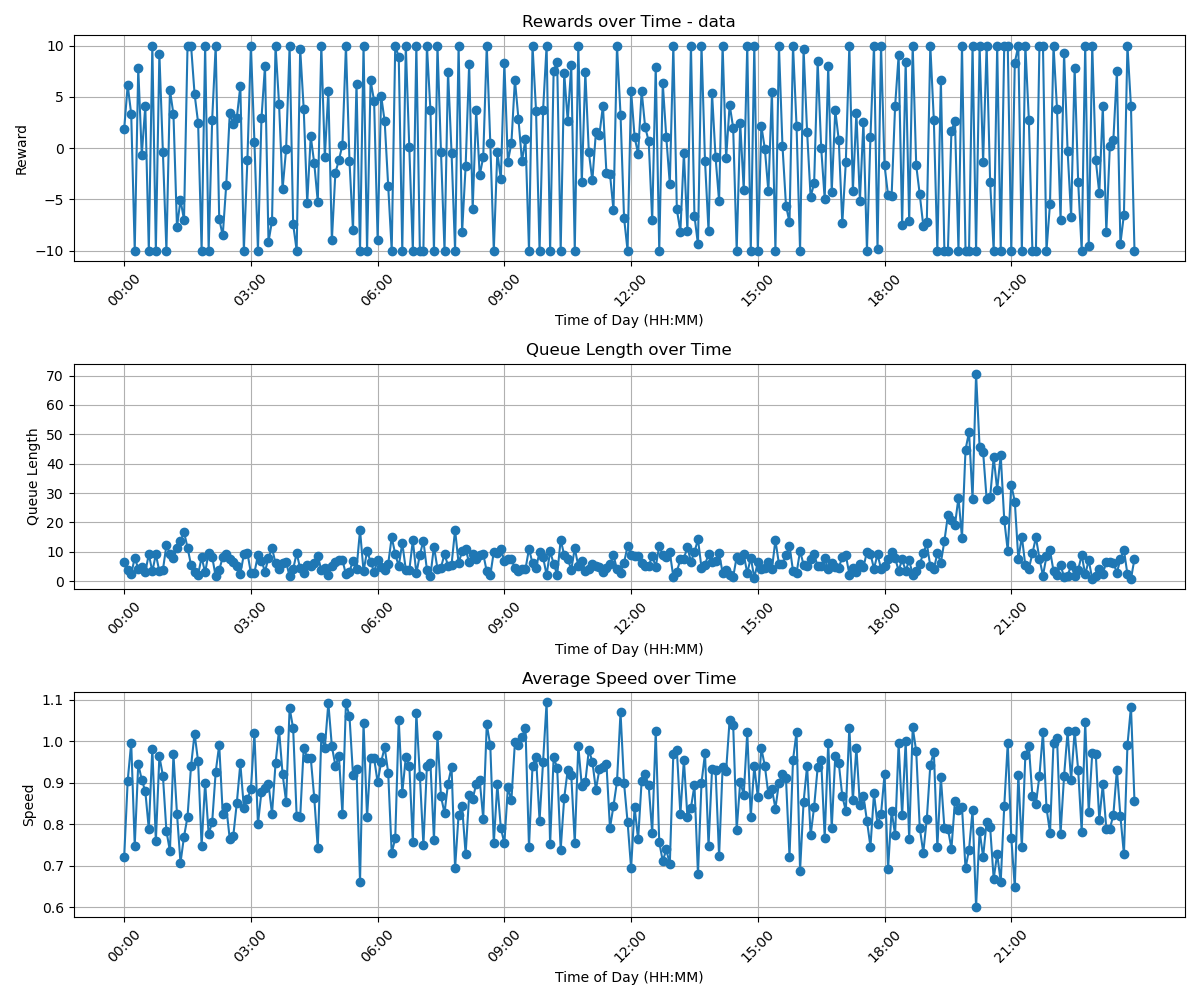 Rewards over Time - data
10
5
0
−5
−10
Reward
00:00 03:00 06:00 09:00 12:00 15:00 18:00 21:00
Time of Day (HH:MM)
Queue Length over Time
70
60
50
40
30
20
10
0
Queue Length
00:00 03:00 06:00 09:00 12:00 15:00 18:00 21:00
Time of Day (HH:MM)
Average Speed over Time
1.1
1.0
0.9
0.8
0.7
0.6
Speed
00:00 03:00 06:00 09:00 12:00 15:00 18:00 21:00
Time of Day (HH:MM)